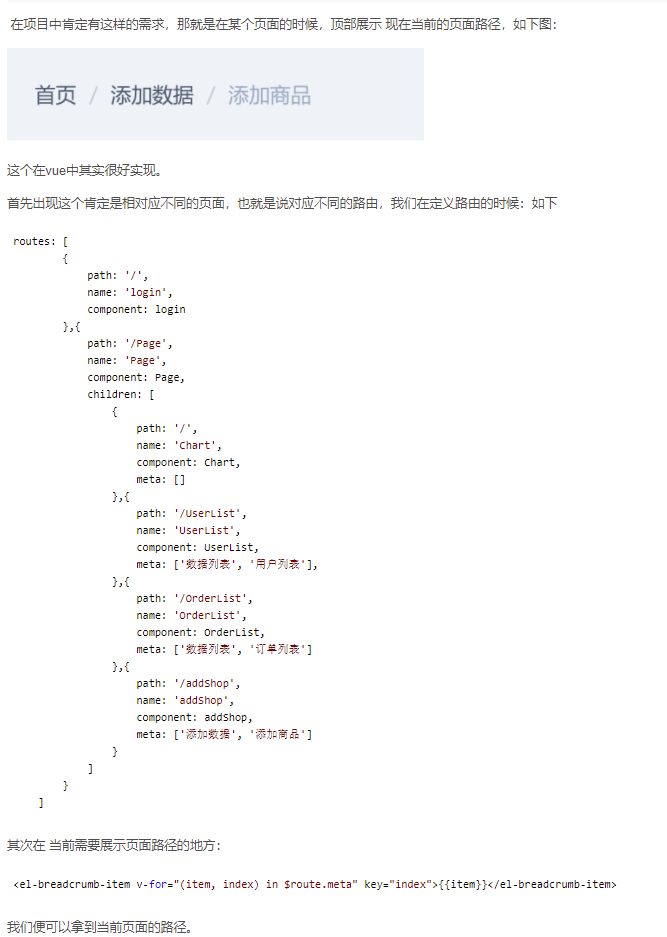 在项目中肯定有这样的需求，那就是在某个页面的时候，顶部展示 现在当前的页面路径，如下图：
首页 / 添加数据 / 添加商品
这个在vue中其实很好实现。
首先出现这个肯定是相对应不同的页面，也就是说对应不同的路由，我们在定义路由的时候：如下
routes: [
        {
            path: '/',
            name: 'login',
            component: login
        },{
            path: '/Page',
            name: 'Page',
            component: Page,
            children: [
                {
                    path: '/',
                    name: 'Chart',
                    component: Chart,
                    meta: []
                },{
                    path: '/UserList',
                    name: 'UserList',
                    component: UserList,
                    meta: ['数据列表', '用户列表'],
                },{
                    path: '/OrderList',
                    name: 'OrderList',
                    component: OrderList,
                    meta: ['数据列表', '订单列表']
                },{
                    path: '/addShop',
                    name: 'addShop',
                    component: addShop,
                    meta: ['添加数据', '添加商品']
                }
            ]
        }
    ]
其次在 当前需要展示页面路径的地方：
<el-breadcrumb-item v-for="(item, index) in $route.meta" key="index">{{item}}</el-breadcrumb-item>
我们便可以拿到当前页面的路径。